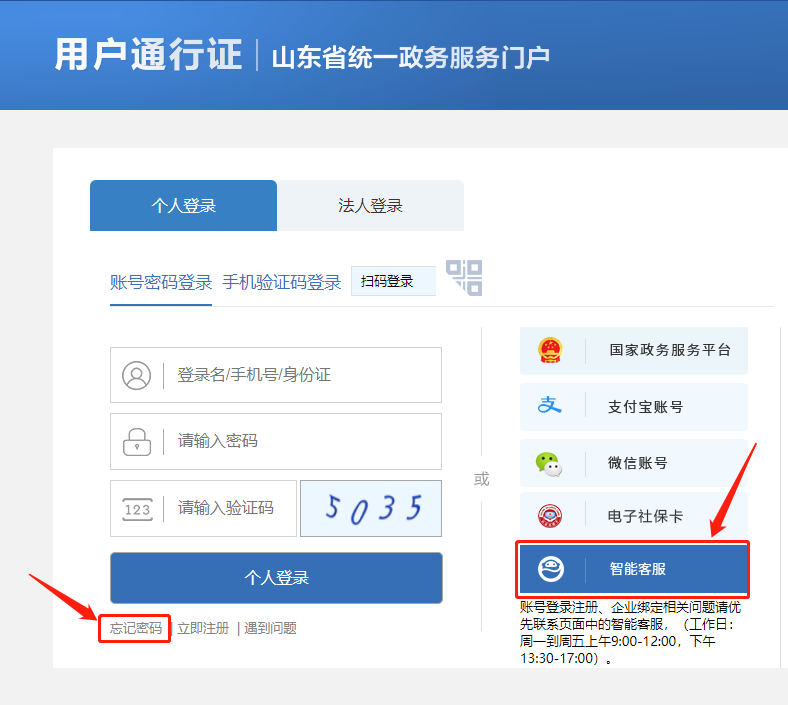 用户通行证 | 山东省统一政务服务门户
个人登录
法人登录
账号密码登录
手机验证码登录
扫码登录
登录名/手机号/身份证
请输入密码
123
请输入验证码
5035
个人登录
忘记密码 | 立即注册 | 遇到问题
或
国家政务服务平台
支
支付宝账号
微信账号
电子社保卡
智能客服
账号登录注册、企业绑定相关问题请优
先联系页面中的智能客服，（工作日：
周一到周五上午9:00-12:00，下午
13:30-17:00）。